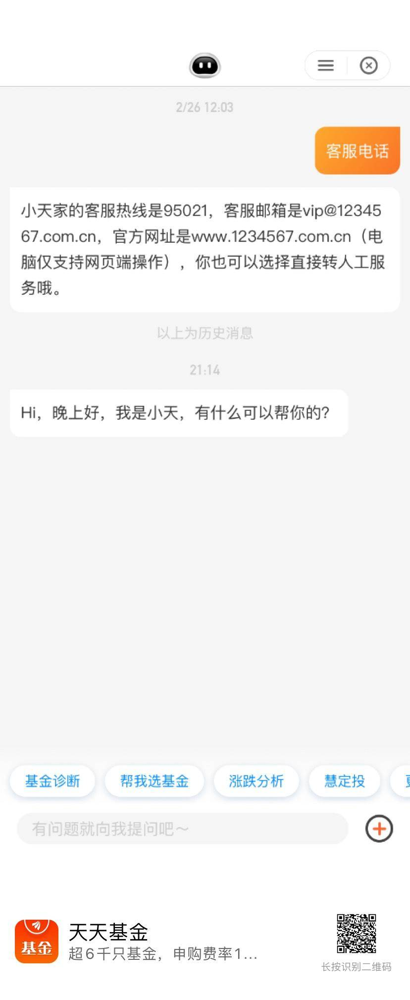 2/26 12:03
客服电话
小天家的客服热线是95021，客服邮箱是vip@12345
67.com.cn，官方网址是www.1234567.com.cn（电
脑仅支持网页端操作），你也可以选择直接转人工服
务哦。
以上为历史消息
21:14
Hi，晚上好，我是小天，有什么可以帮你的?
基金诊断 帮我选基金 涨跌分析 慧定投
有问题就向我提问吧～
基金
天天基金
超6千只基金，申购费率1...
长按识别二维码